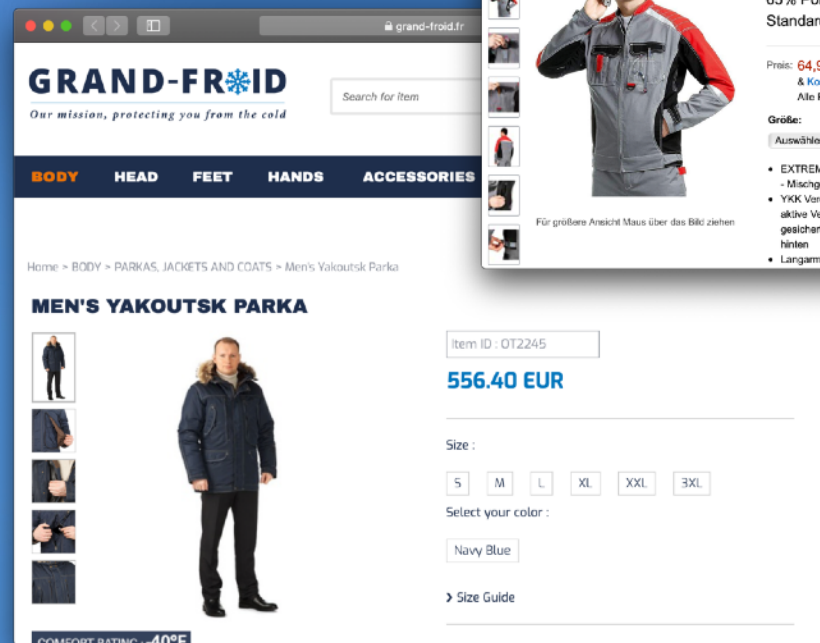 grand-froid.fr
GRAND-FR❄ID
Our mission, protecting you from the cold
Search for item
BODY HEAD FEET HANDS ACCESSORIES
Home > BODY > PARKAS, JACKETS AND COATS > Men's Yakoutsk Parka
MEN'S YAKOUTSK PARKA
Item ID : OT2245
556.40 EUR
Size :
S M L XL XXL 3XL
Select your color :
Navy Blue
> Size Guide
COMFORT RATING : -40°F
65%
Standar
Preis: 64,9
&
Alle
Größe:
Auswähle
• EXTREM
- Mischg
• YKK Ver
aktive Ve
gesicher
hinten
• Langarm
Für größere Ansicht Maus über das Bild ziehen